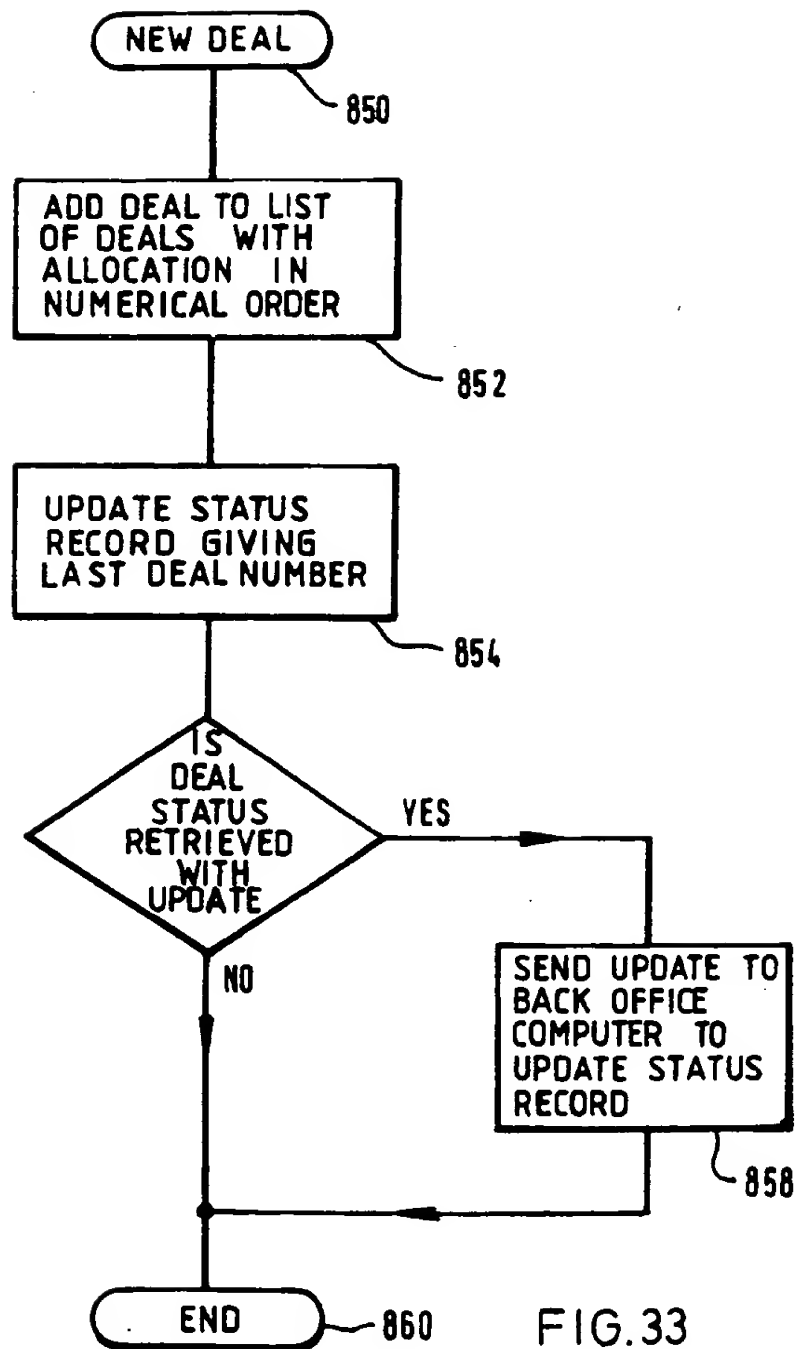 NEW DEAL
850
ADD DEAL TO LIST
OF DEALS WITH
ALLOCATION IN
NUMERICAL ORDER
852
UPDATE STATUS
RECORD GIVING
LAST DEAL NUMBER
854
IS
DEAL
STATUS
RETRIEVED
WITH
UPDATE
YES
NO
SEND UPDATE TO
BACK OFFICE
COMPUTER TO
UPDATE STATUS
RECORD
858
END
860
FIG.33